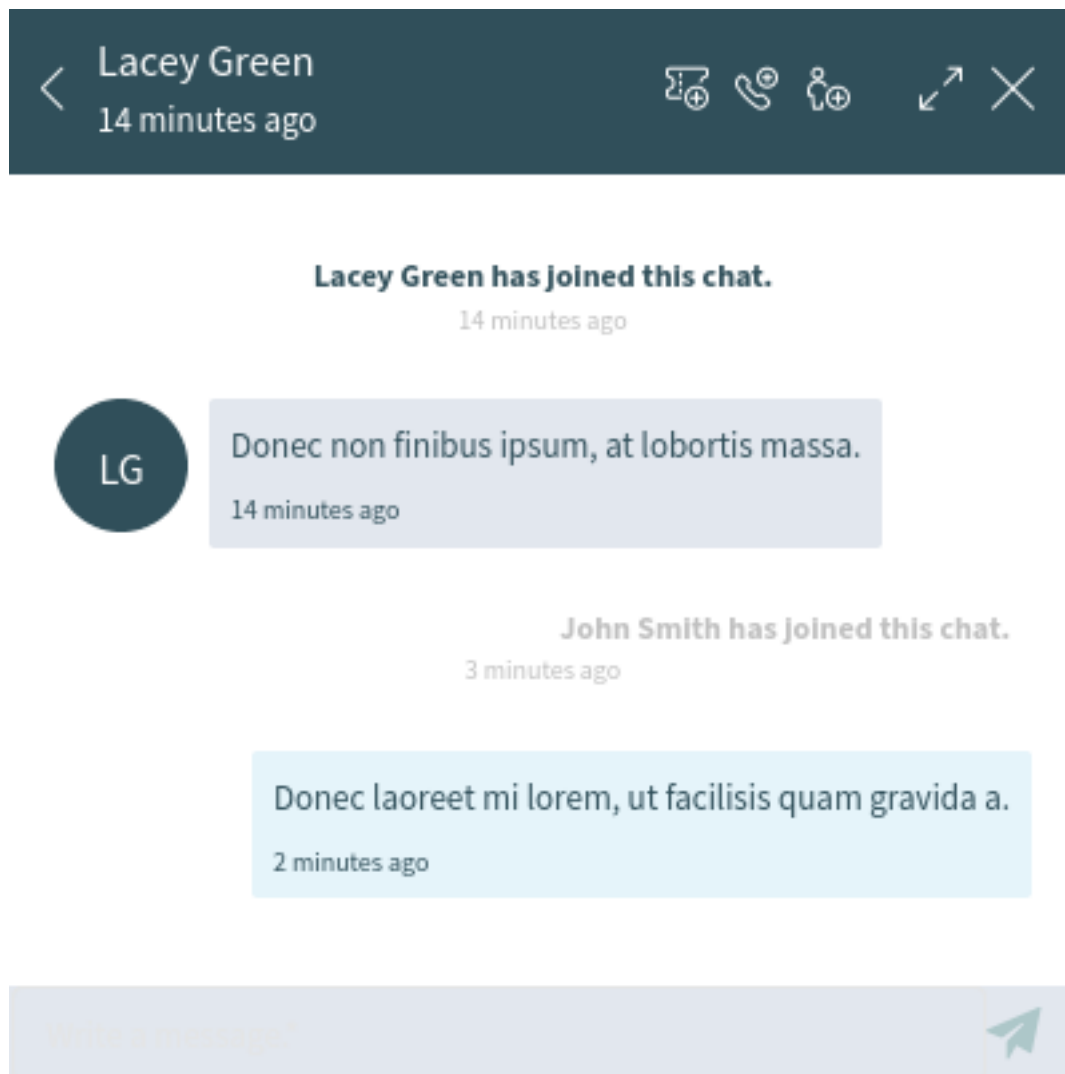 Lacey Green
14 minutes ago
Lacey Green has joined this chat.
14 minutes ago
LG
Donec non finibus ipsum, at lobortis massa.
14 minutes ago
John Smith has joined this chat.
3 minutes ago
Donec laoreet mi lorem, ut facilisis quam gravida a.
2 minutes ago